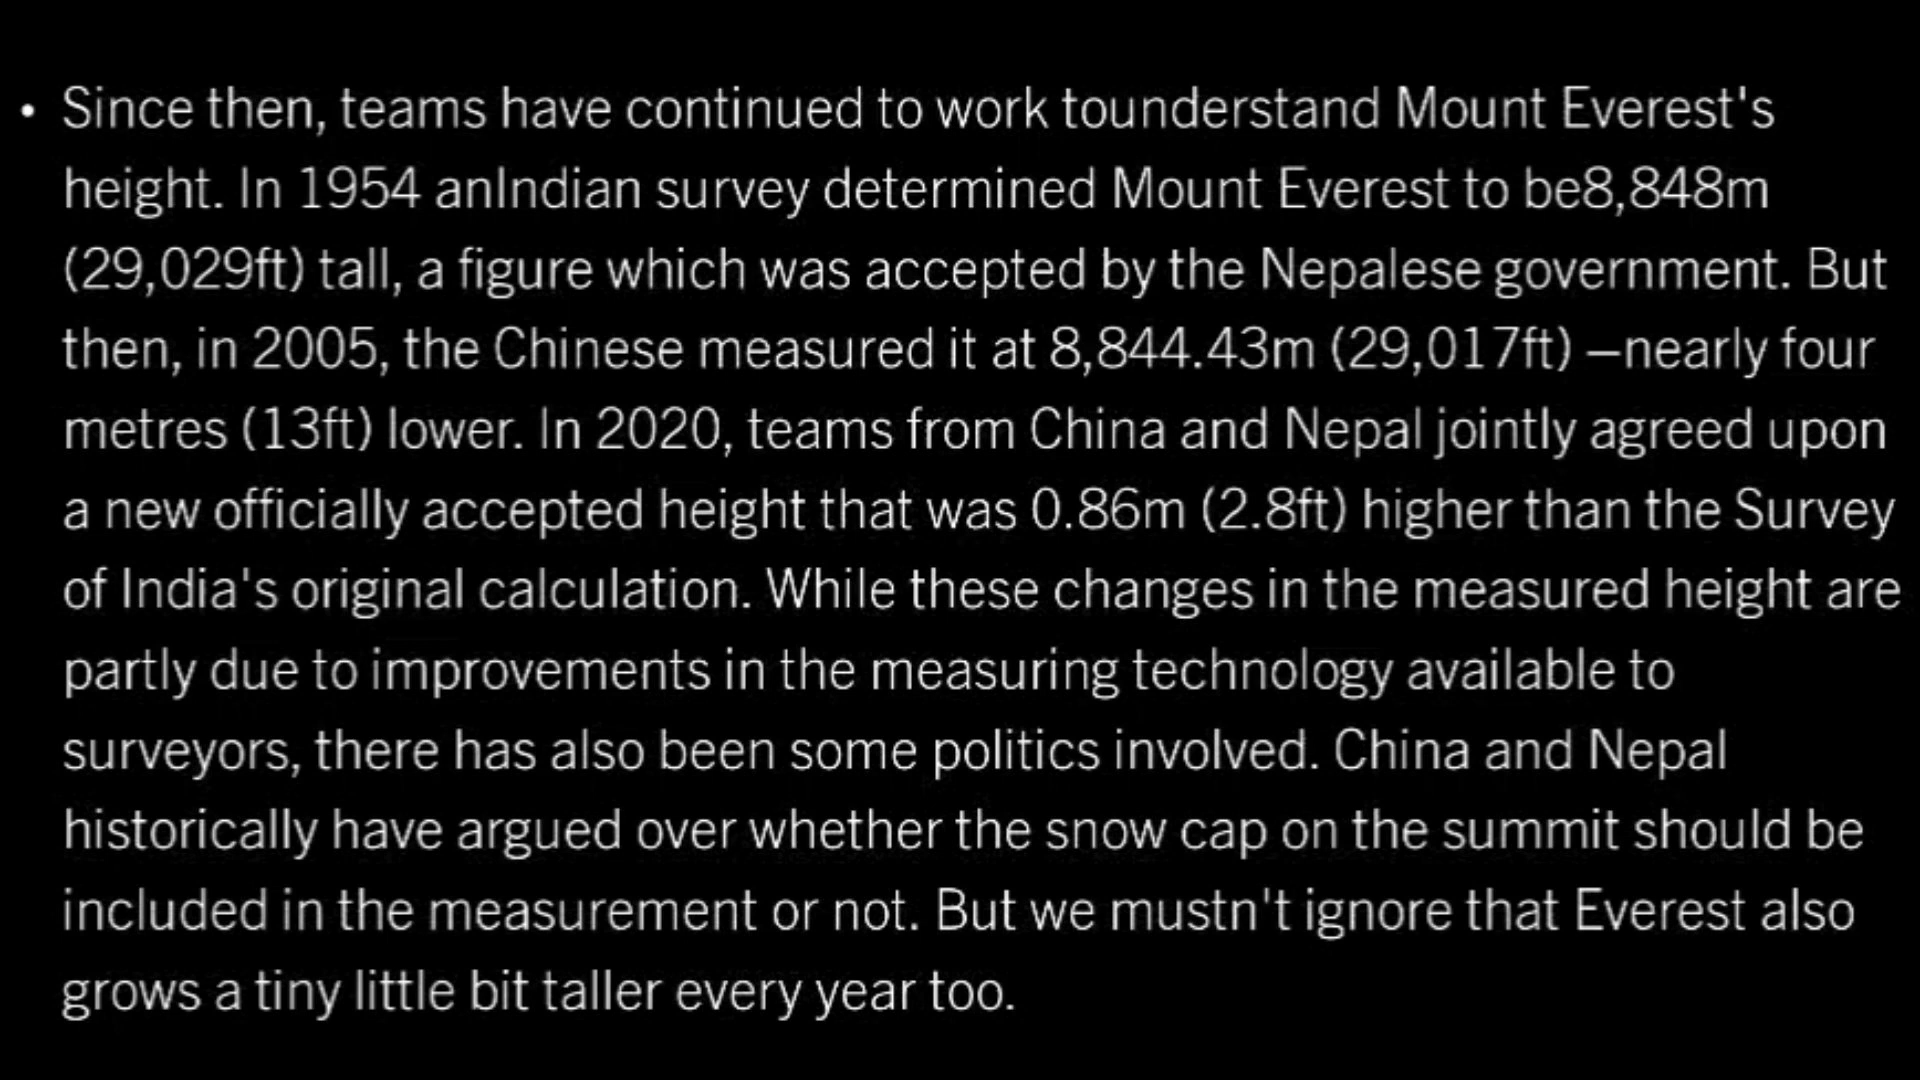 • Since then, teams have continued to work tounderstand Mount Everest's
height. In 1954 anIndian survey determined Mount Everest to be8,848m
(29,029ft) tall, a figure which was accepted by the Nepalese government. But
then, in 2005, the Chinese measured it at 8,844.43m (29,017ft) –nearly four
metres (13ft) lower. In 2020, teams from China and Nepal jointly agreed upon
a new officially accepted height that was 0.86m (2.8ft) higher than the Survey
of India's original calculation. While these changes in the measured height are
partly due to improvements in the measuring technology available to
surveyors, there has also been some politics involved. China and Nepal
historically have argued over whether the snow cap on the summit should be
included in the measurement or not. But we mustn't ignore that Everest also
grows a tiny little bit taller every year too.